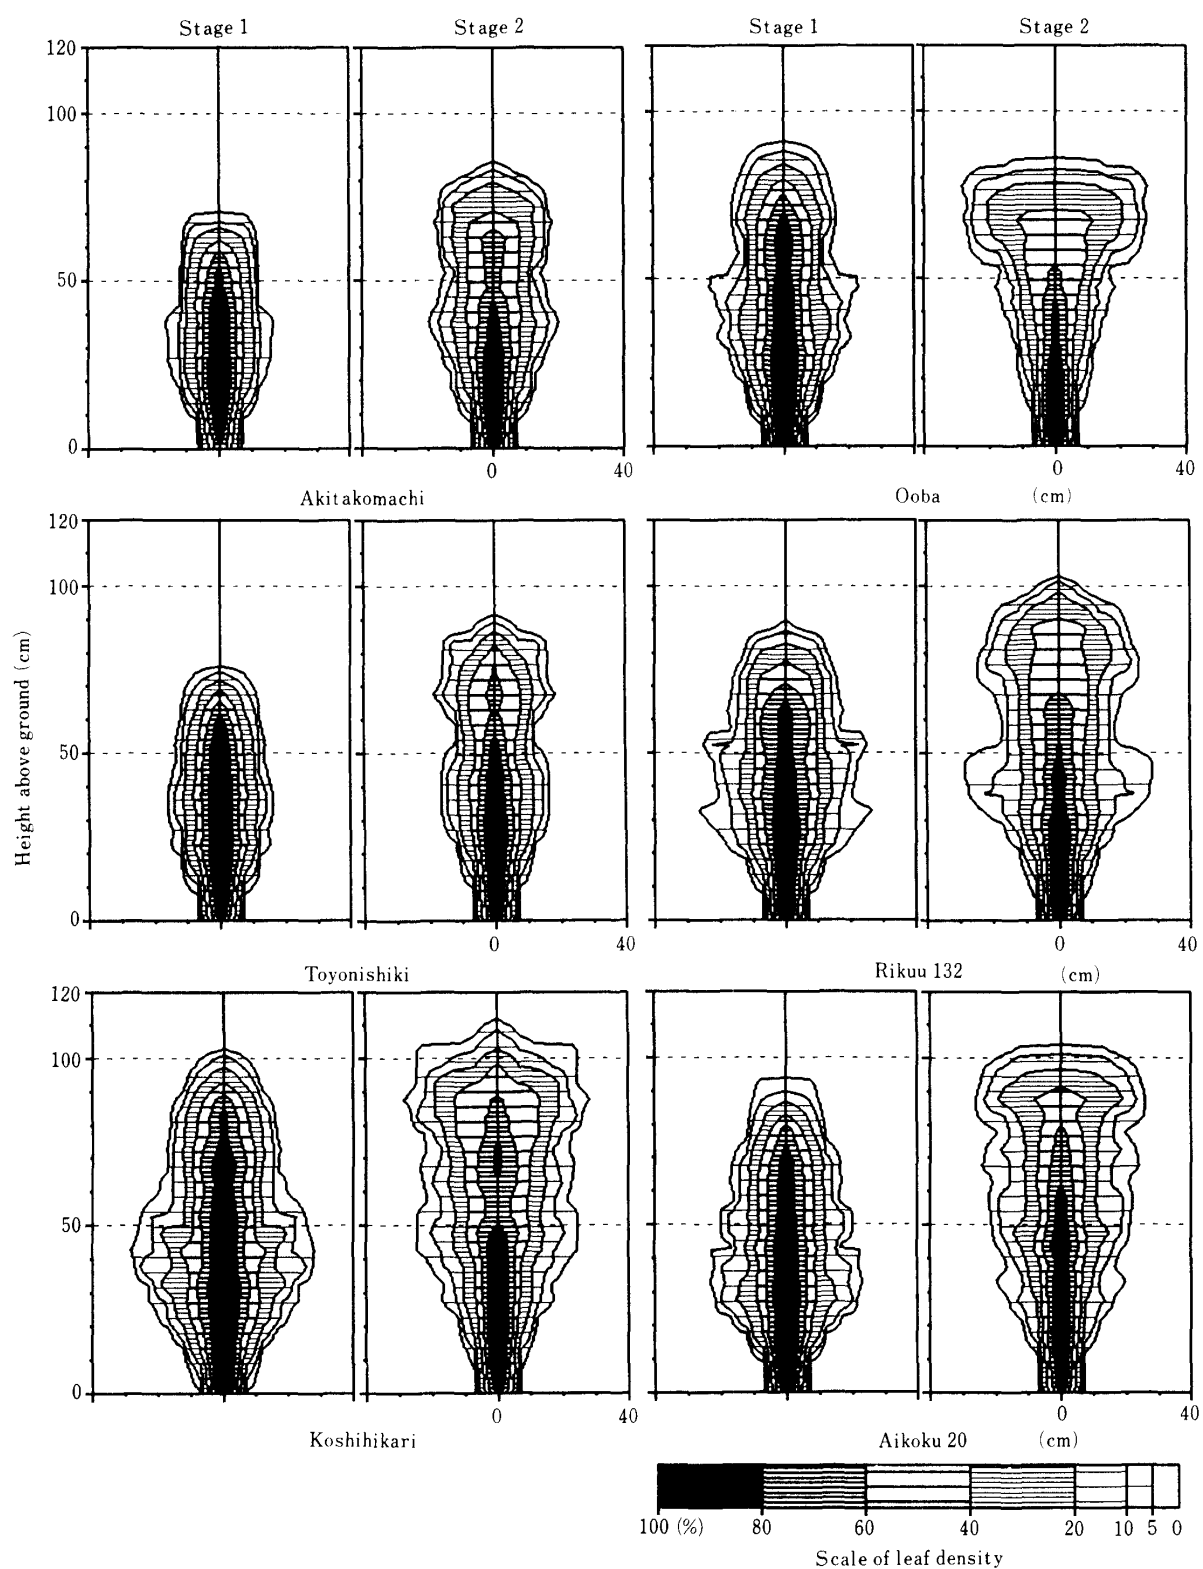 Stage 1 Stage 2 Stage 1 Stage 2
120
100
50
0
0 40 0 40
Akitakomachi Ooba (cm)
120
100
50
0
Height above ground (cm)
0 40 0 40
Toyonishiki Rikuu 132 (cm)
120
100
50
0
0 40 0 40
Koshihikari Aikoku 20 (cm)
100 (%) 80 60 40 20 10 5 0
Scale of leaf density